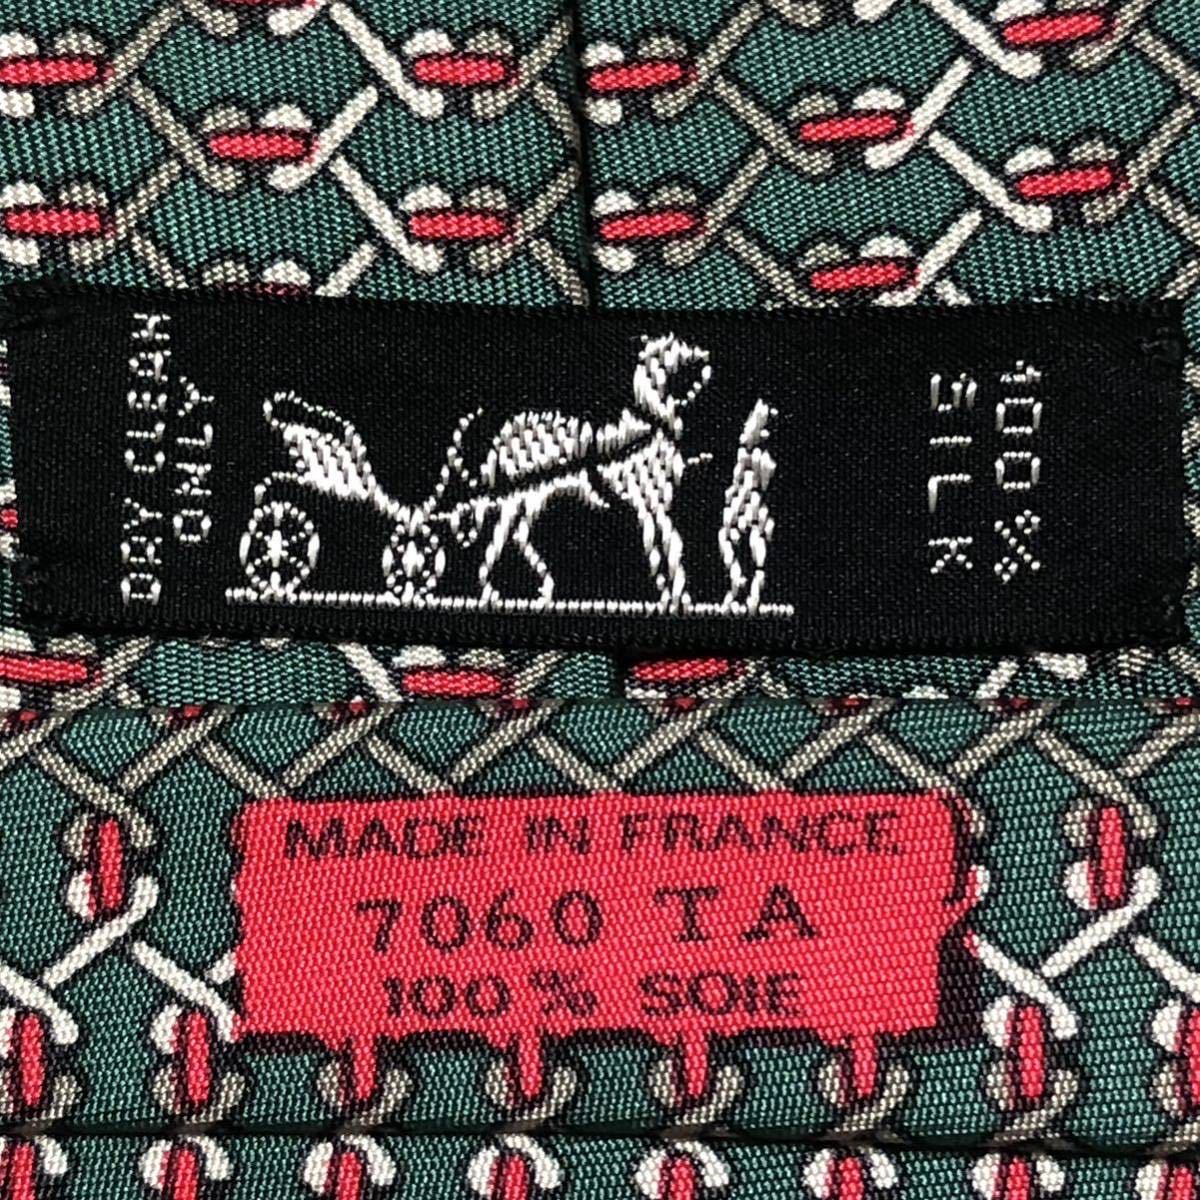 DRY CLEAN
ONLY
100%
SILK
MADE IN FRANCE
7060 TA
100% SOIE